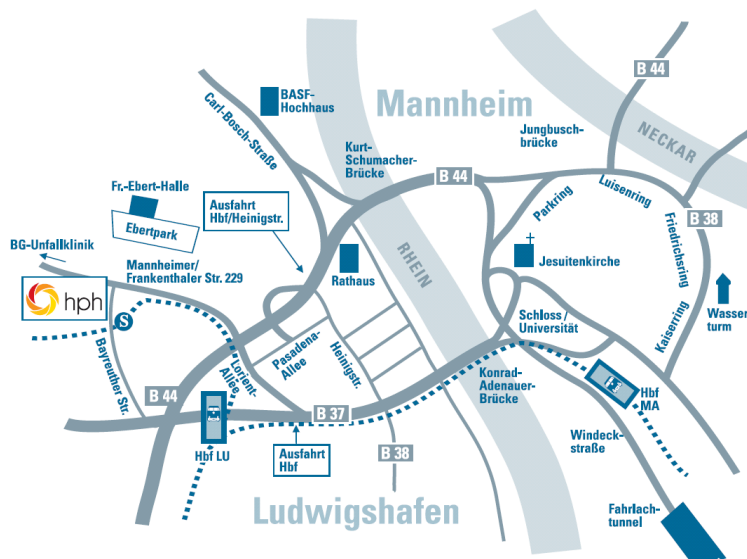 B 44
BASF-
Hochhaus
Mannheim
NECKAR
Carl-Bosch-Straße
Jungbusch-
brücke
Kurt-
Schumacher-
Brücke
B 44
Fr.-Ebert-Halle
Ausfahrt
Hbf/Heinigstr.
Luisenring
Parkring
B 38
Ebertpark
Friedrichsring
BG-Unfallklinik
RHEIN
Mannheimer/
Frankenthaler Str. 229
Rathaus
Jesuitenkirche
hph
Wasser
turm
S
Schloss/
Universität
Kaiserring
Bayreuther Str.
Lorient-
Allee
Pasadena-
Allee
Heinigstr.
Konrad-
Adenauer-
Brücke
Hbf
MA
B 44
B 37
Windeck-
straße
Hbf LU
Ausfahrt
Hbf
B 38
Ludwigshafen
Fahrlach-
tunnel